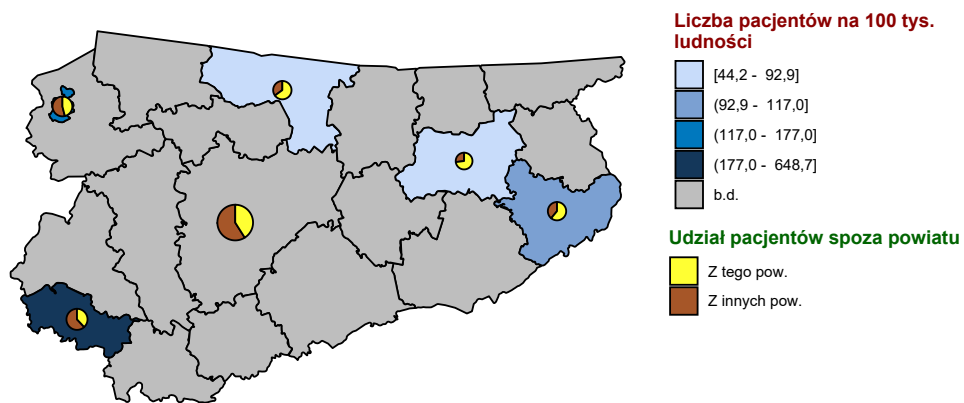 Liczba pacjentów na 100 tys.
ludności
[44,2 - 92,9]
(92,9 - 117,0]
(117,0 - 177,0]
(177,0 - 648,7]
b.d.
Udział pacjentów spoza powiatu
Z tego pow.
Z innych pow.